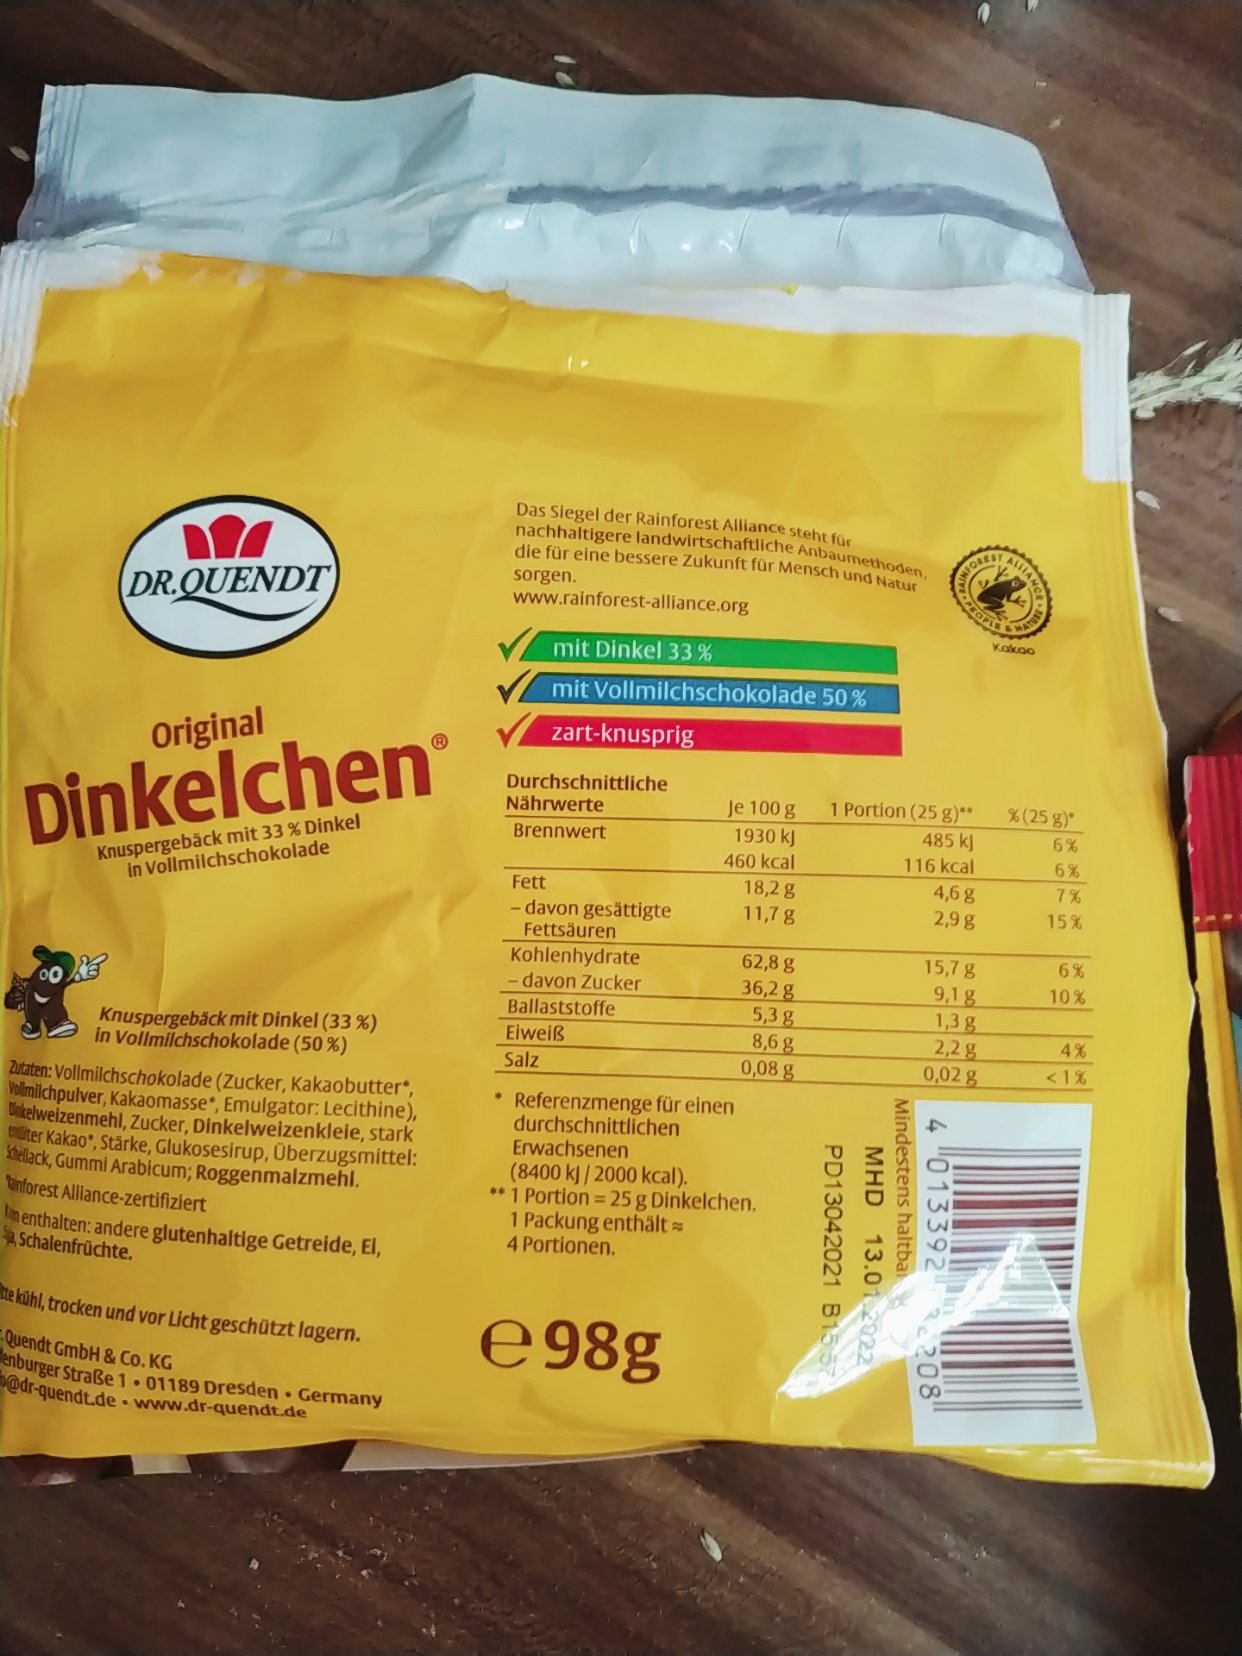 DR.QUENDT
Original
Dinkelchen®
Knuspergebäck mit 33 % Dinkel
in Vollmilchschokolade
Knuspergebäck mit Dinkel (33 %)
in Vollmilchschokolade (50 %)
Zutaten: Vollmilchschokolade (Zucker, Kakaobutter*,
Vollmilchpulver, Kakaomasse*, Emulgator: Lecithine),
Dinkelweizenmehl, Zucker, Dinkelweizenkleie, stark
entölter Kakao*, Stärke, Glukosesirup, Überzugsmittel:
Schellack, Gummi Arabicum; Roggenmalzmehl.
*Rainforest Alliance-zertifiziert
enthalten: andere glutenhaltige Getreide, Ei,
Schalenfrüchte.
kühl, trocken und vor Licht geschützt lagern.
Quendt GmbH & Co. KG
Straße 1 • 01189 Dresden • Germany
@dr-quendt.de • www.dr-quendt.de
Das Siegel der Rainforest Alliance steht für
nachhaltigere landwirtschaftliche Anbaumethoden,
die für eine bessere Zukunft für Mensch und Natur
sorgen.
www.rainforest-alliance.org
RAINFOREST ALLIANCE
PEOPLE & NATURE
Kakao
mit Dinkel 33 %
mit Vollmilchschokolade 50 %
zart-knusprig
Durchschnittliche
Nährwerte Je 100 g 1 Portion (25 g)** % (25 g)*
Brennwert 1930 kJ 485 kJ 6 %
460 kcal 116 kcal 6 %
Fett 18,2 g 4,6 g 7 %
– davon gesättigte 11,7 g 2,9 g 15 %
Fettsäuren
Kohlenhydrate 62,8 g 15,7 g 6 %
– davon Zucker 36,2 g 9,1 g 10 %
Ballaststoffe 5,3 g 1,3 g
Eiweiß 8,6 g 2,2 g 4 %
Salz 0,08 g 0,02 g < 1 %
* Referenzmenge für einen
durchschnittlichen
Erwachsenen
(8400 kJ / 2000 kcal).
** 1 Portion = 25 g Dinkelchen.
1 Packung enthält ≈
4 Portionen.
e 98g
Mindestens haltbar
MHD 13.01.2022
PD13042021
4 013392